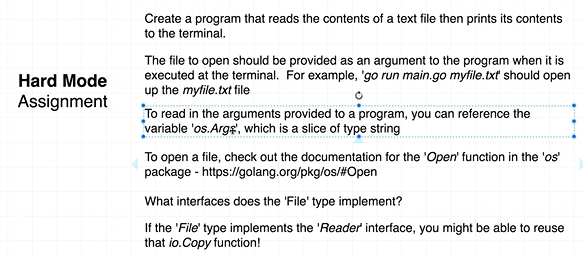 Create a program that reads the contents of a text file then prints its contents
to the terminal.
The file to open should be provided as an argument to the program when it is
executed at the terminal. For example, 'go run main.go myfile.txt' should open
up the myfile.txt file
Hard Mode
Assignment
To read in the arguments provided to a program, you can reference the
variable 'os.Args', which is a slice of type string
To open a file, check out the documentation for the 'Open' function in the 'os'
package - https://golang.org/pkg/os/#Open
What interfaces does the 'File' type implement?
If the 'File' type implements the 'Reader' interface, you might be able to reuse
that io.Copy function!